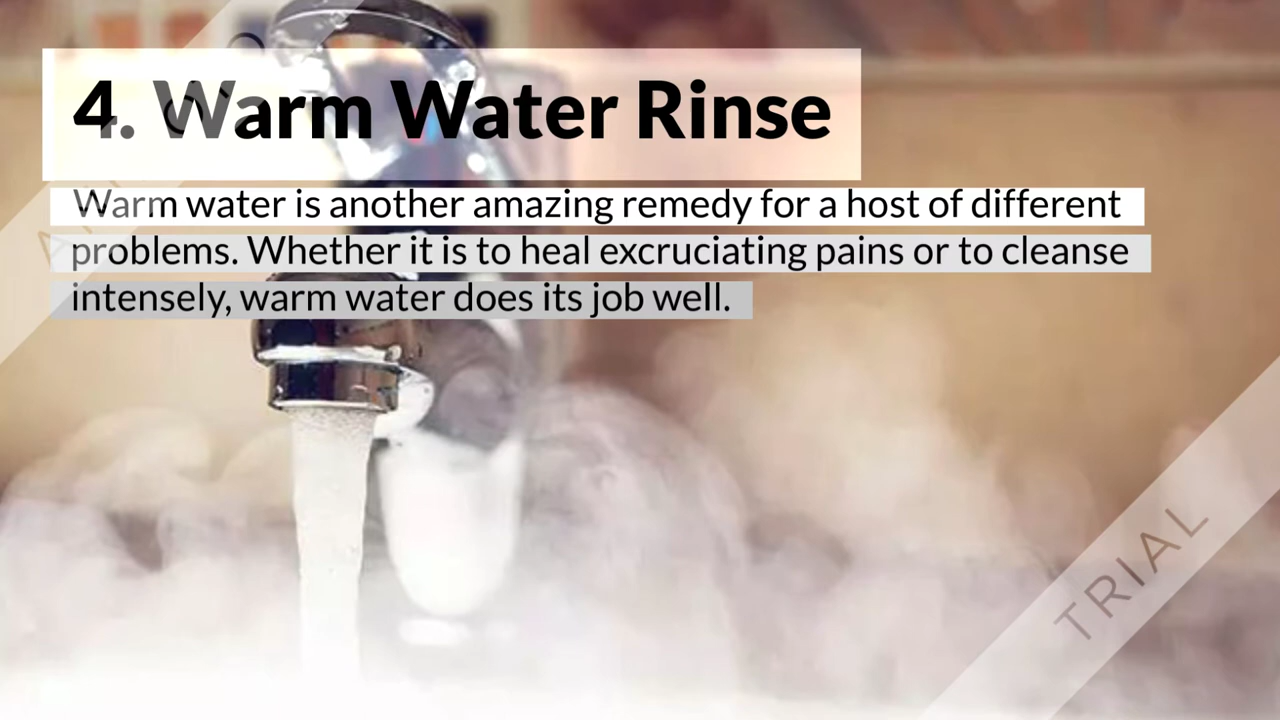 4. Warm Water Rinse
Warm water is another amazing remedy for a host of different
problems. Whether it is to heal excruciating pains or to cleanse
intensely, warm water does its job well.
TRIAL